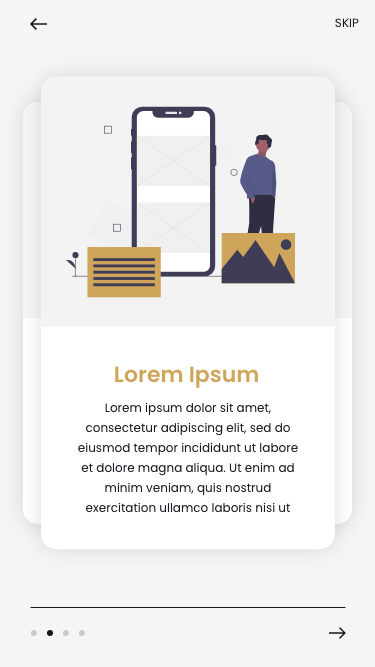 SKIP
Lorem Ipsum
Lorem ipsum dolor sit amet,
consectetur adipiscing elit, sed do
eiusmod tempor incididunt ut labore
et dolore magna aliqua. Ut enim ad
minim veniam, quis nostrud
exercitation ullamco laboris nisi ut